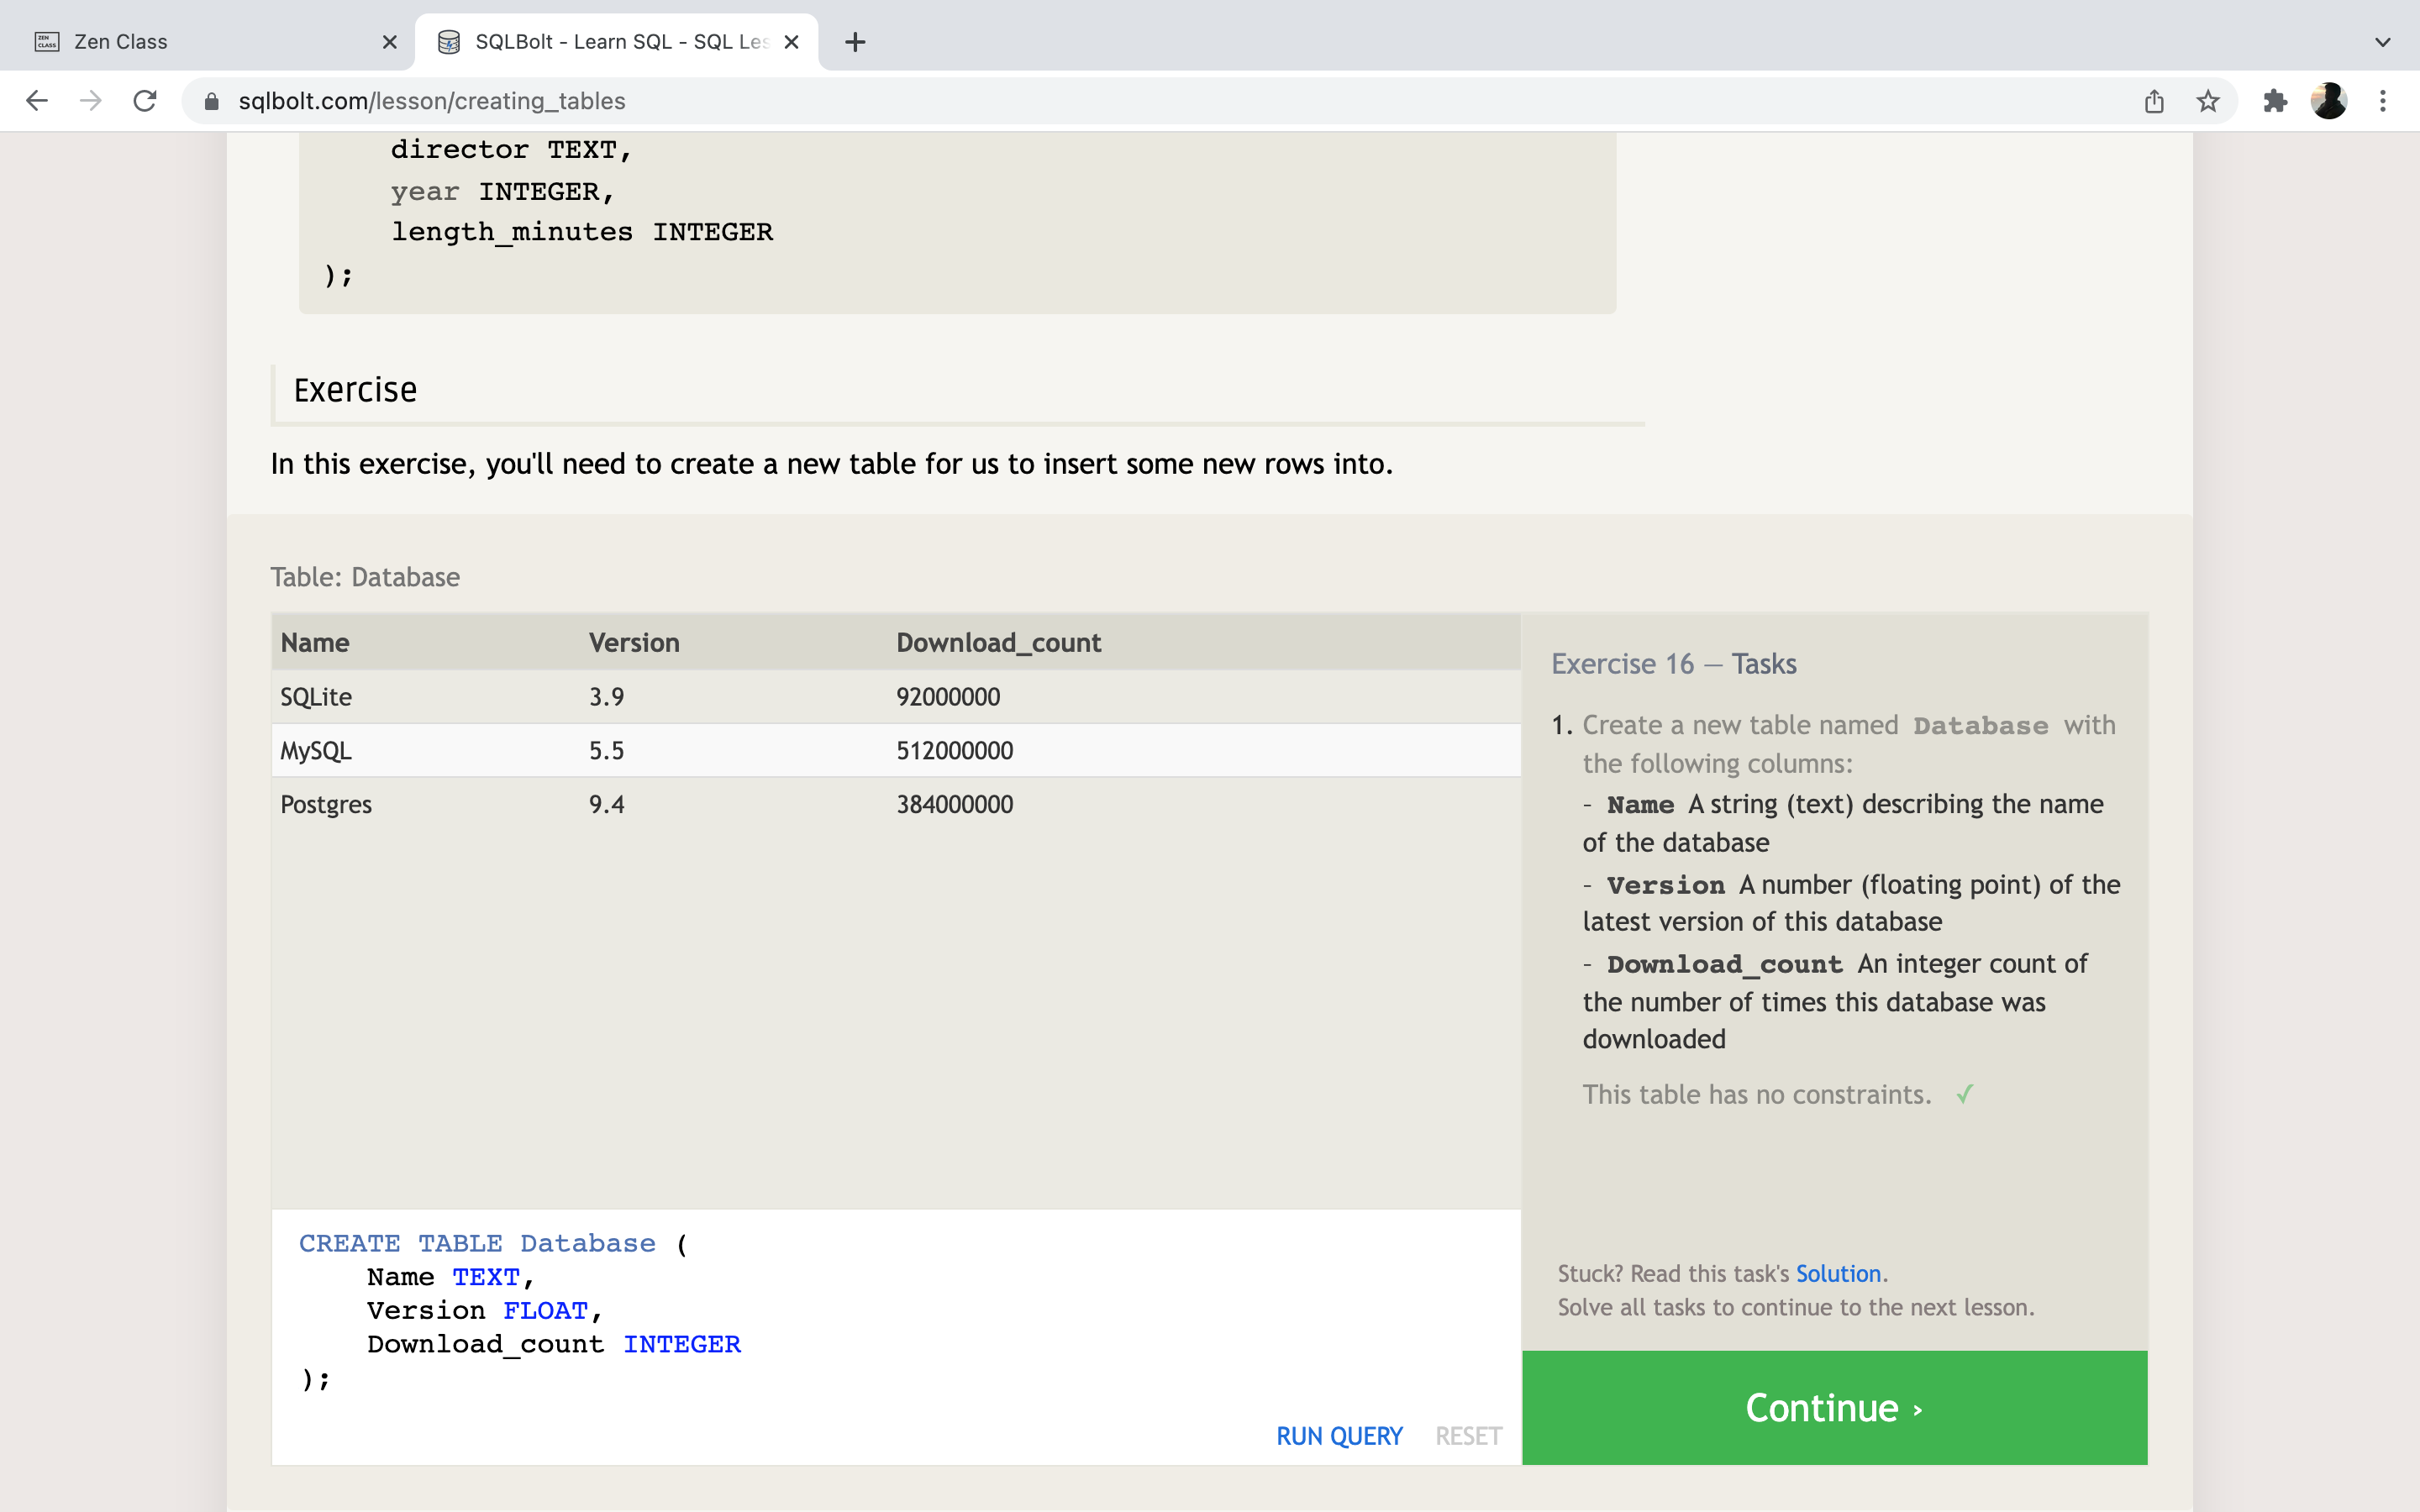 ZEN
CLASS
Zen Class
SQLBolt - Learn SQL - SQL Les
sqlbolt.com/lesson/creating_tables
director TEXT,
year INTEGER,
length_minutes INTEGER
);
Exercise
In this exercise, you'll need to create a new table for us to insert some new rows into.
Table: Database
Name Version Download_count
SQLite 3.9 92000000
MySQL 5.5 512000000
Postgres 9.4 384000000
CREATE TABLE Database (
Name TEXT,
Version FLOAT,
Download_count INTEGER
);
RUN QUERY RESET
Exercise 16 — Tasks
1. Create a new table named Database with
the following columns:
- Name A string (text) describing the name
of the database
- Version A number (floating point) of the
latest version of this database
- Download_count An integer count of
the number of times this database was
downloaded
This table has no constraints. ✓
Stuck? Read this task's Solution.
Solve all tasks to continue to the next lesson.
Continue ›